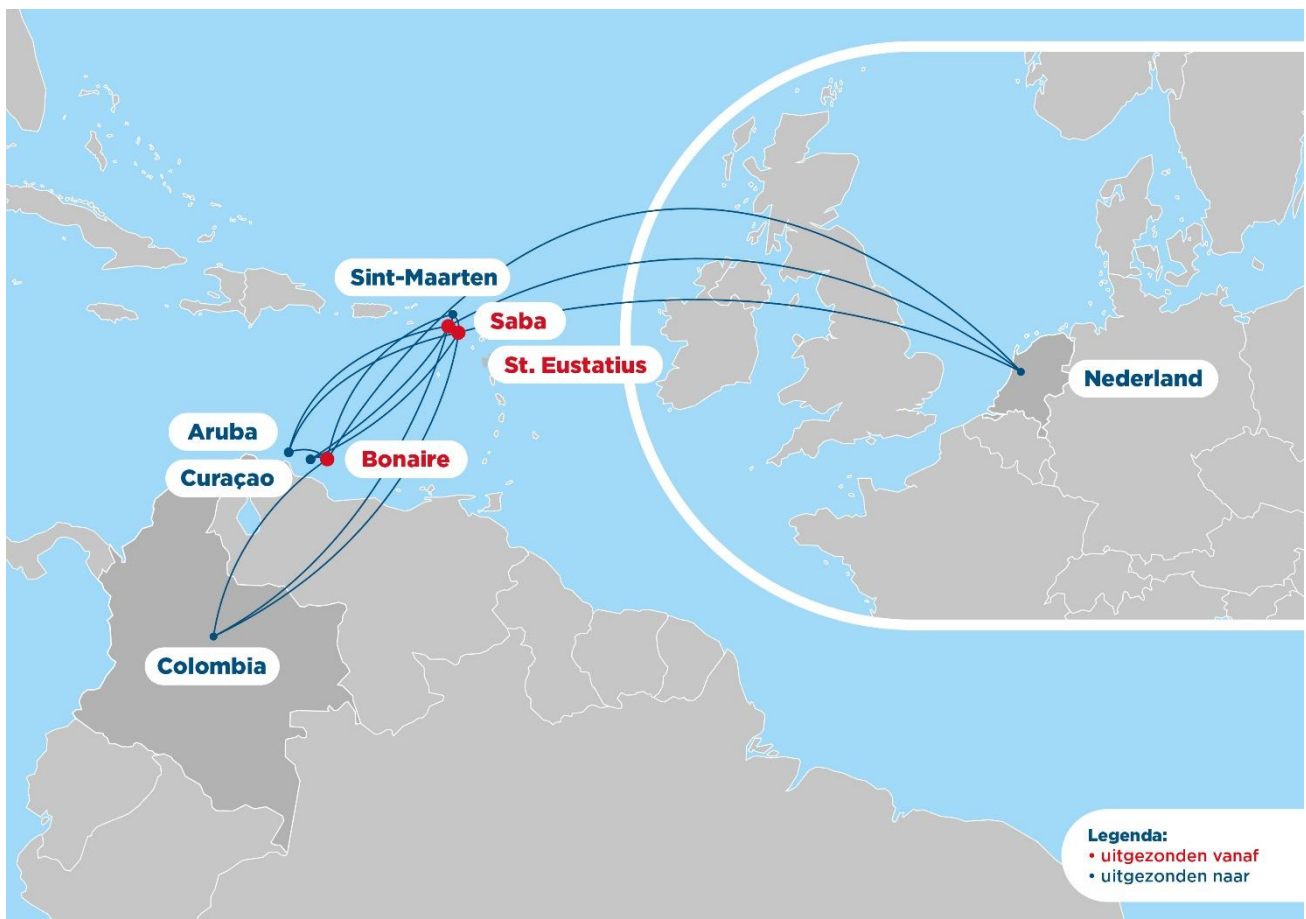 Sint-Maarten
Saba
St. Eustatius
Nederland
Aruba
Curaçao
Bonaire
Colombia
Legenda:
• uitgezonden vanaf
• uitgezonden naar